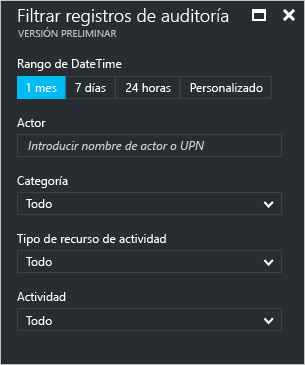 Filtrar registros de auditoría
VERSIÓN PRELIMINAR
Rango de DateTime
1 mes 7 días 24 horas Personalizado
Actor
Introducir nombre de actor o UPN
Categoría
Todo
Tipo de recurso de actividad
Todo
Actividad
Todo